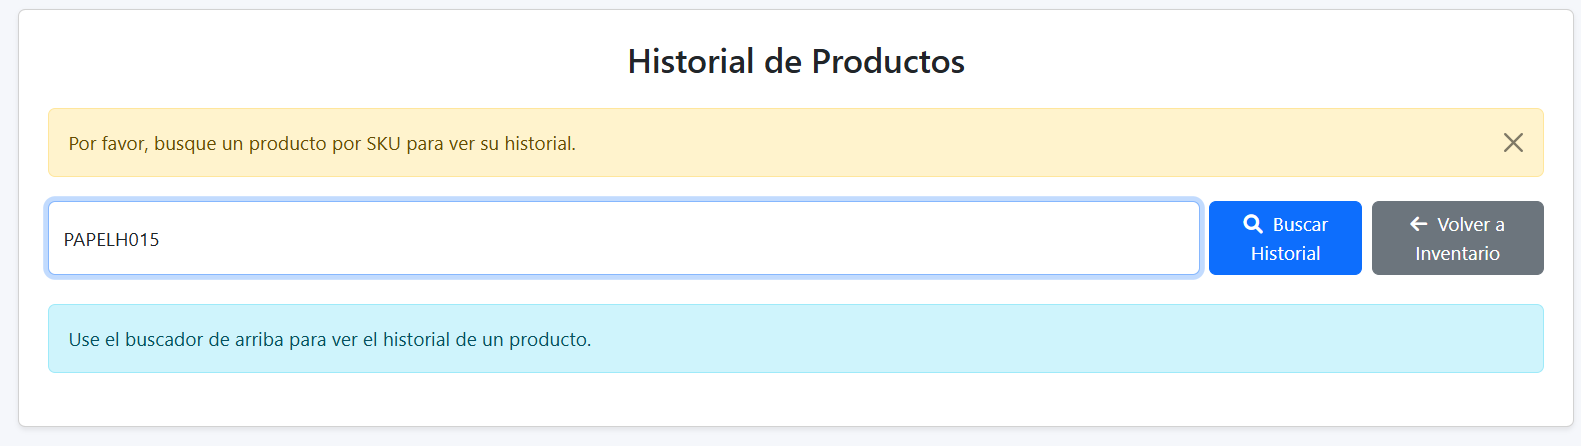 Historial de Productos
Por favor, busque un producto por SKU para ver su historial.
PAPELH015
Buscar
Historial
Volver a
Inventario
Use el buscador de arriba para ver el historial de un producto.